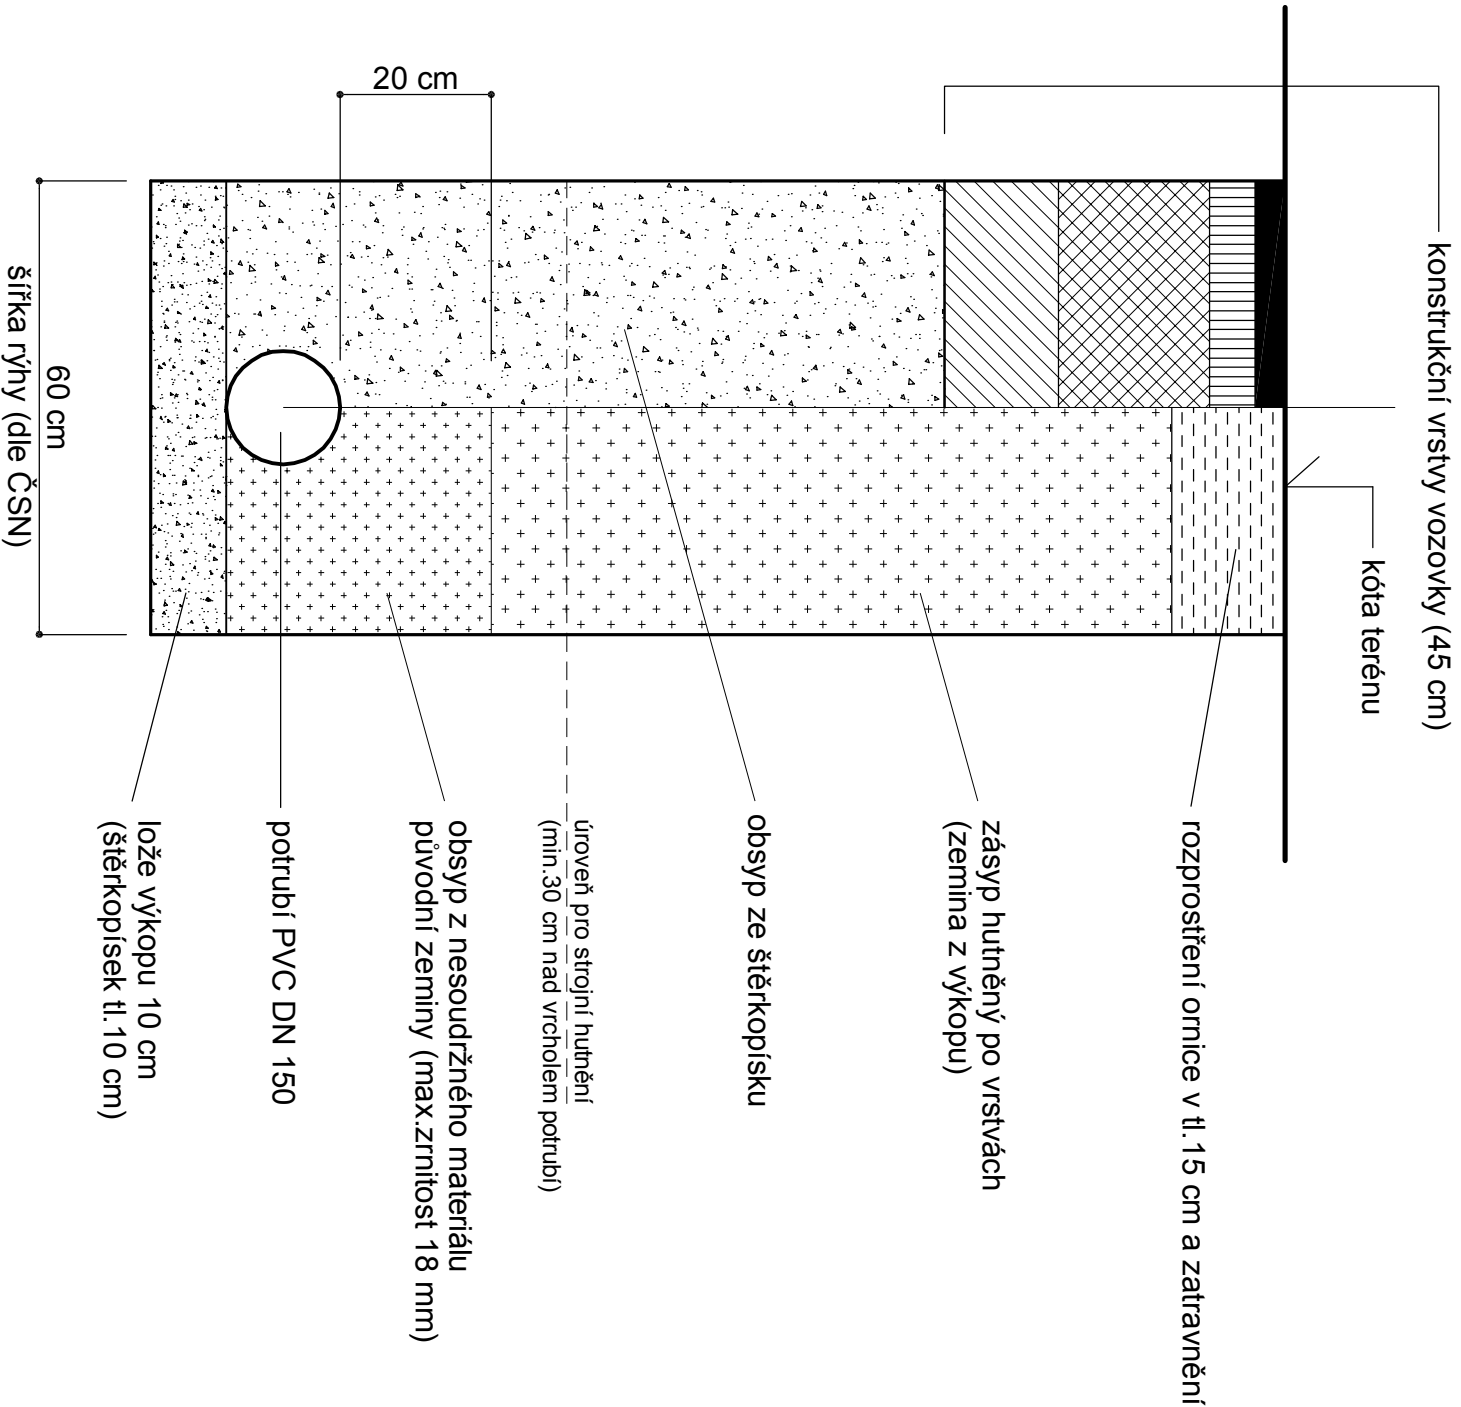 konstrukční vrstvy vozovky (45 cm)
kóta terénu
rozprostření ornice v tl. 15 cm a zatravnění
zásyp hutněný po vrstvách
(zemina z výkopu)
obsyp ze štěrkopísku
úroveň pro strojní hutnění
(min.30 cm nad vrcholem potrubí)
obsyp z nesoudržného materiálu
původní zeminy (max.zrnitost 18 mm)
potrubí PVC DN 150
lože výkopu 10 cm
(štěrkopísek tl.10 cm)
20 cm
60 cm
šířka rýhy (dle ČSN)